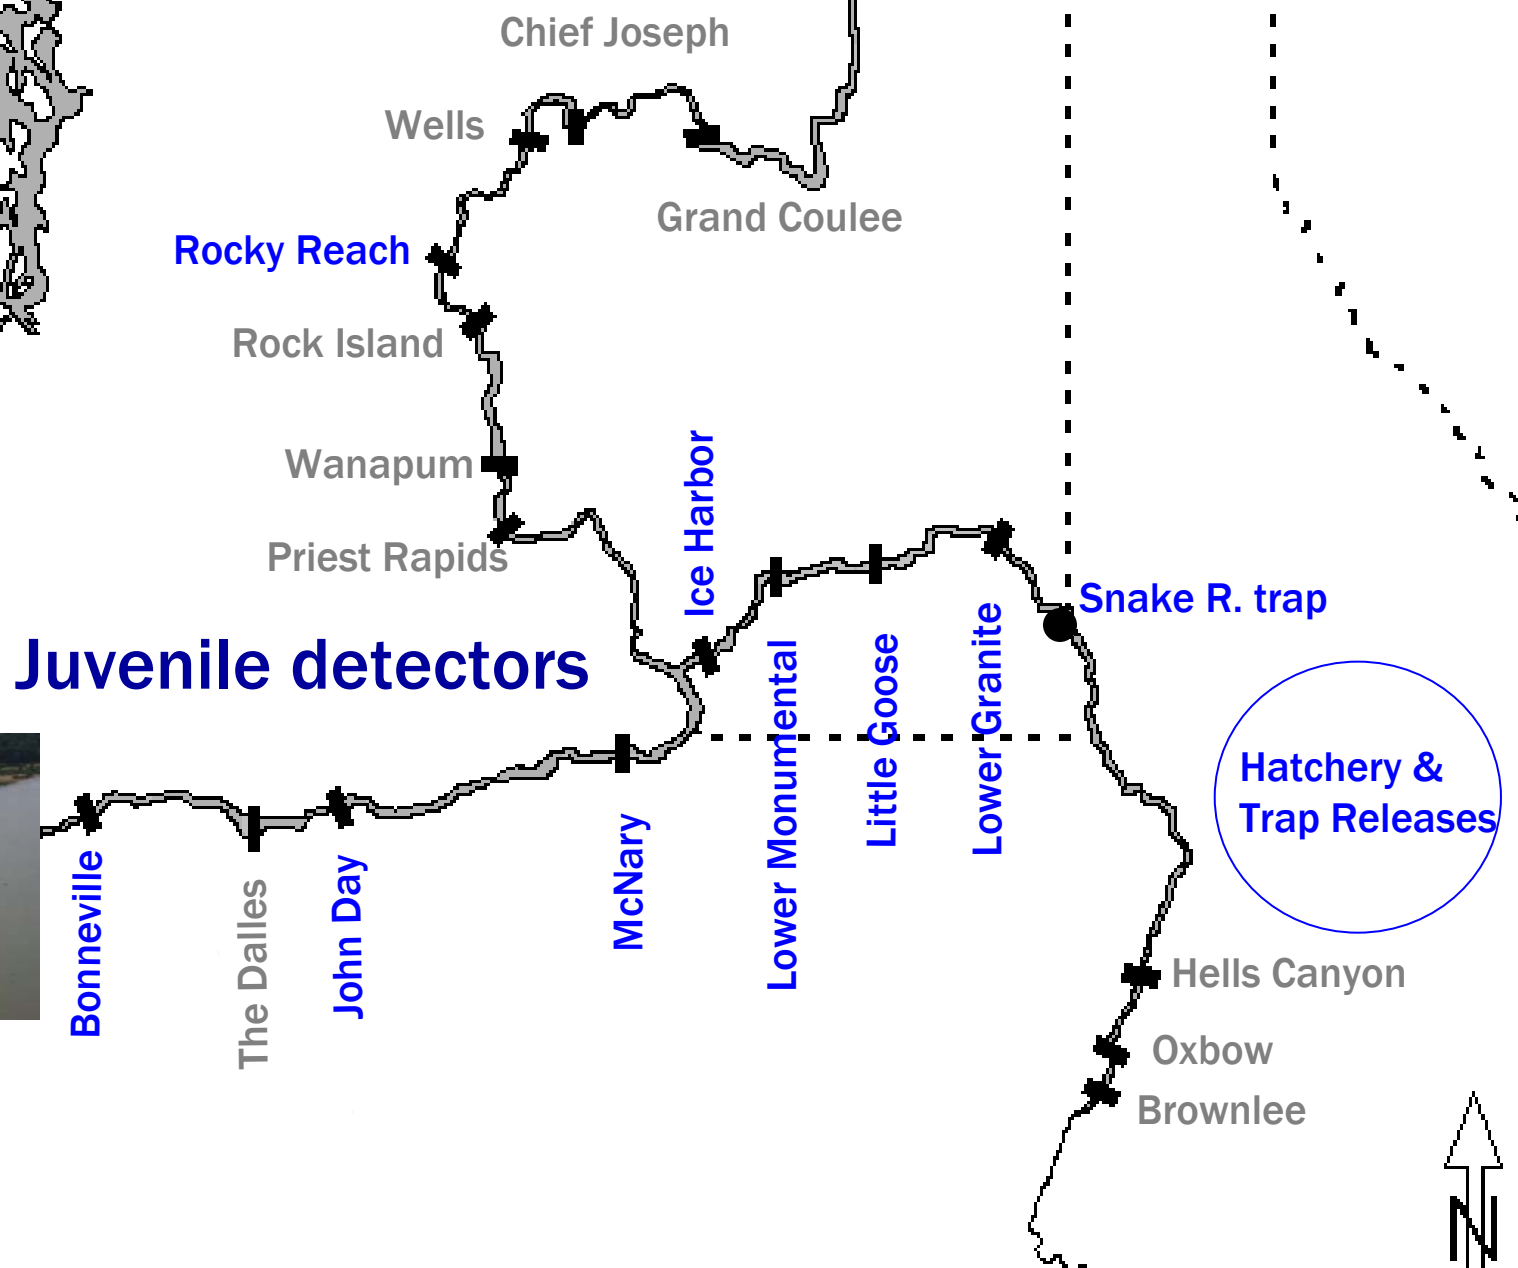 Chief Joseph
Wells
Grand Coulee
Rocky Reach
Rock Island
Wanapum
Priest Rapids
Ice Harbor
Snake R. trap
Juvenile detectors
Lower Monumental
Little Goose
Lower Granite
Hatchery &
Trap Releases
McNary
Bonneville
The Dalles
John Day
Hells Canyon
Oxbow
Brownlee
N